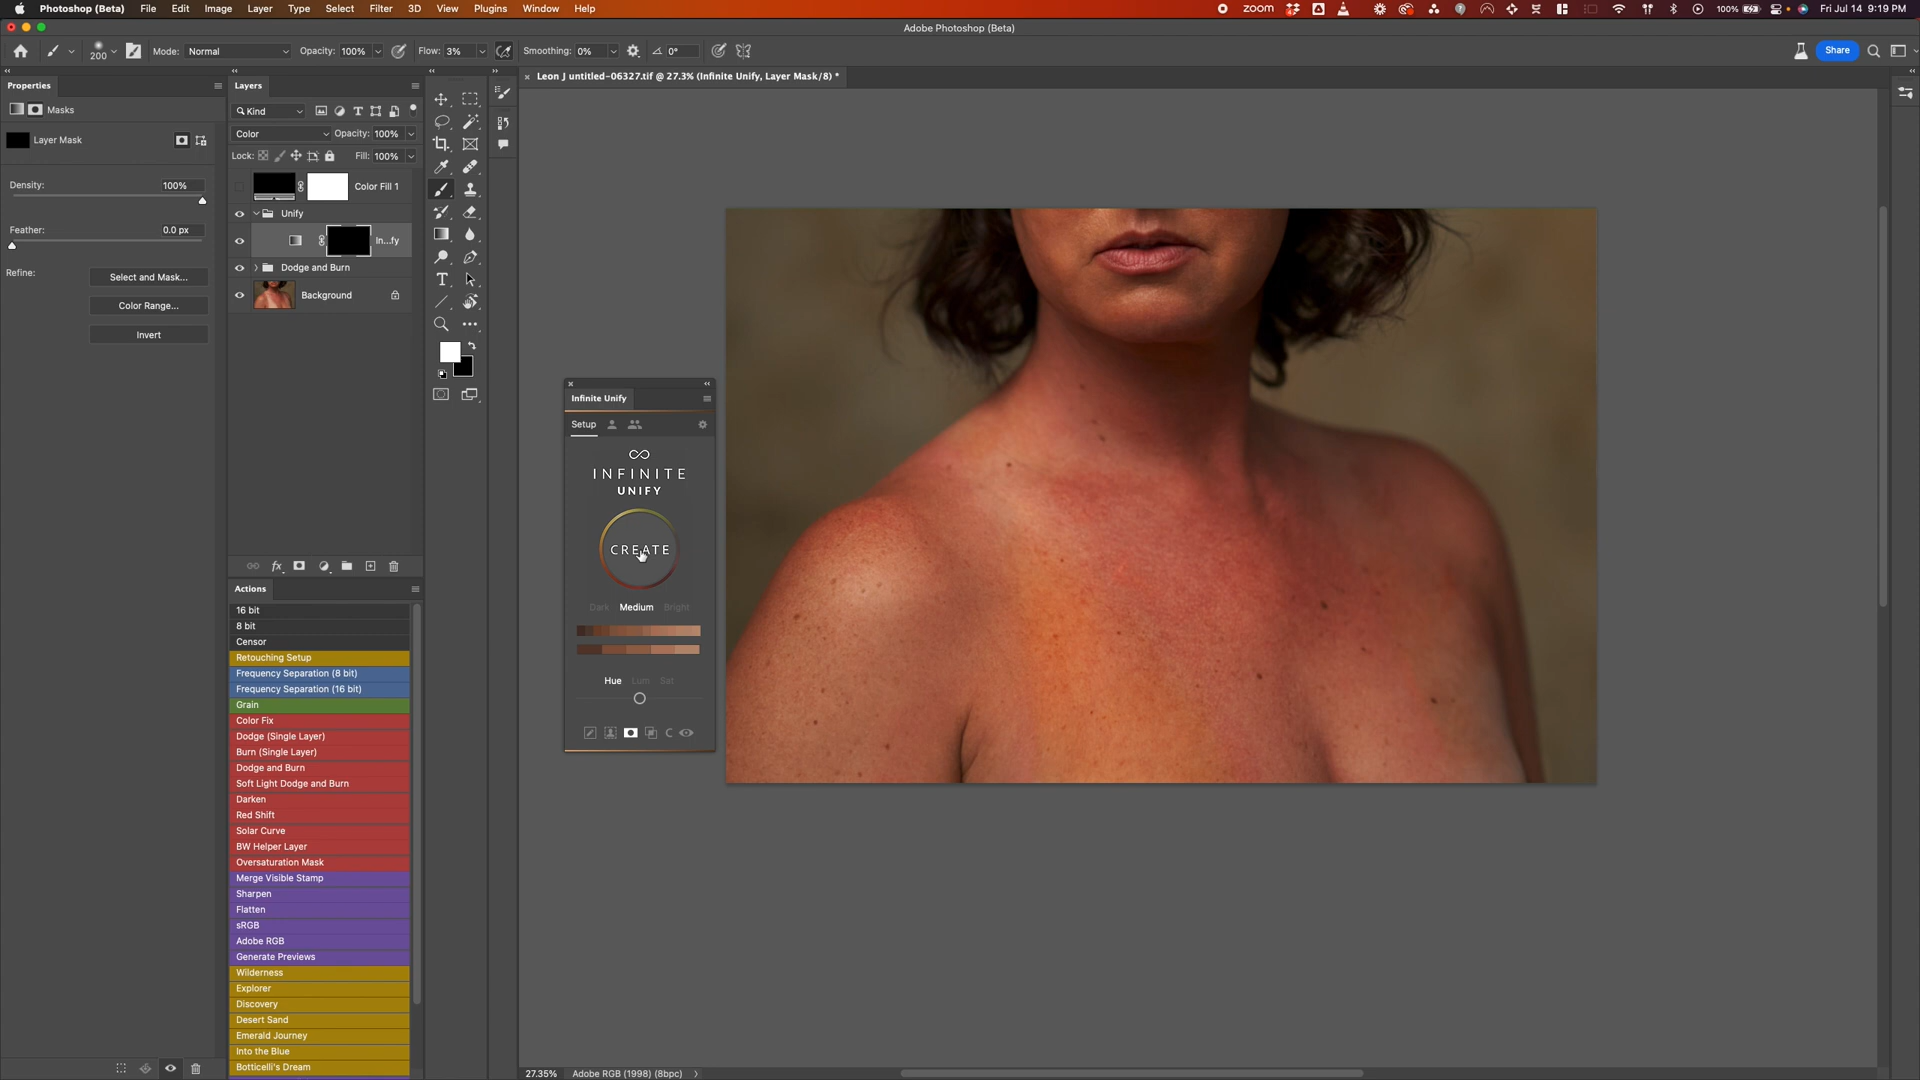 Photoshop (Beta) File Edit Image Layer Type Select Filter 3D View Plugins Window Help
zoom 100% Fri Jul 14 9:19 PM
Adobe Photoshop (Beta)
200 Mode: Normal Opacity: 100% Flow: 3% Smoothing: 0% 0° Share
Leon J untitled-06327.tif @ 27.3% (Infinite Unify, Layer Mask/8) *
Properties
Masks
Layer Mask
Density: 100%
Feather: 0.0 px
Refine:
Select and Mask...
Color Range...
Invert
Layers
Kind
Color Opacity: 100%
Lock: Fill: 100%
Color Fill 1
Unify
In...fy
Dodge and Burn
Background
fx
Actions
16 bit
8 bit
Censor
Retouching Setup
Frequency Separation (8 bit)
Frequency Separation (16 bit)
Grain
Color Fix
Dodge (Single Layer)
Burn (Single Layer)
Dodge and Burn
Soft Light Dodge and Burn
Darken
Red Shift
Solar Curve
BW Helper Layer
Oversaturation Mask
Merge Visible Stamp
Sharpen
Flatten
sRGB
Adobe RGB
Generate Previews
Wilderness
Explorer
Discovery
Desert Sand
Emerald Journey
Into the Blue
Botticelli's Dream
Infinite Unify
Setup
INFINITE
UNIFY
CREATE
Dark Medium Bright
Hue Lum Sat
27.35% Adobe RGB (1998) (8bpc)